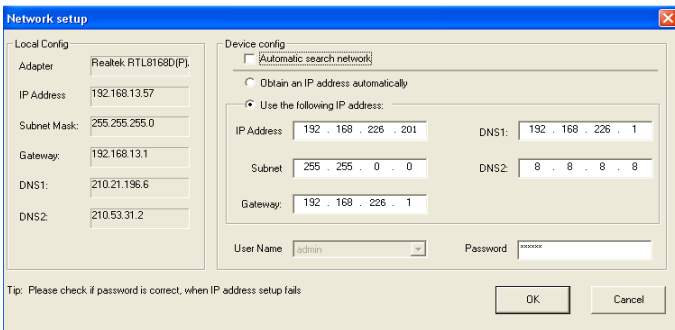 Network setup
Local Config
Adapter Realtek RTL8168D(P).
IP Address 192.168.13.57
Subnet Mask: 255.255.255.0
Gateway: 192.168.13.1
DNS1: 210.21.196.6
DNS2: 210.53.31.2
Device config
Automatic search network
Obtain an IP address automatically
Use the following IP address:
IP Address 192 . 168 . 226 . 201 DNS1: 192 . 168 . 226 . 1
Subnet 255 . 255 . 0 . 0 DNS2: 8 . 8 . 8 . 8
Gateway: 192 . 168 . 226 . 1
User Name admin Password ××××××
Tip: Please check if password is correct, when IP address setup fails
OK Cancel